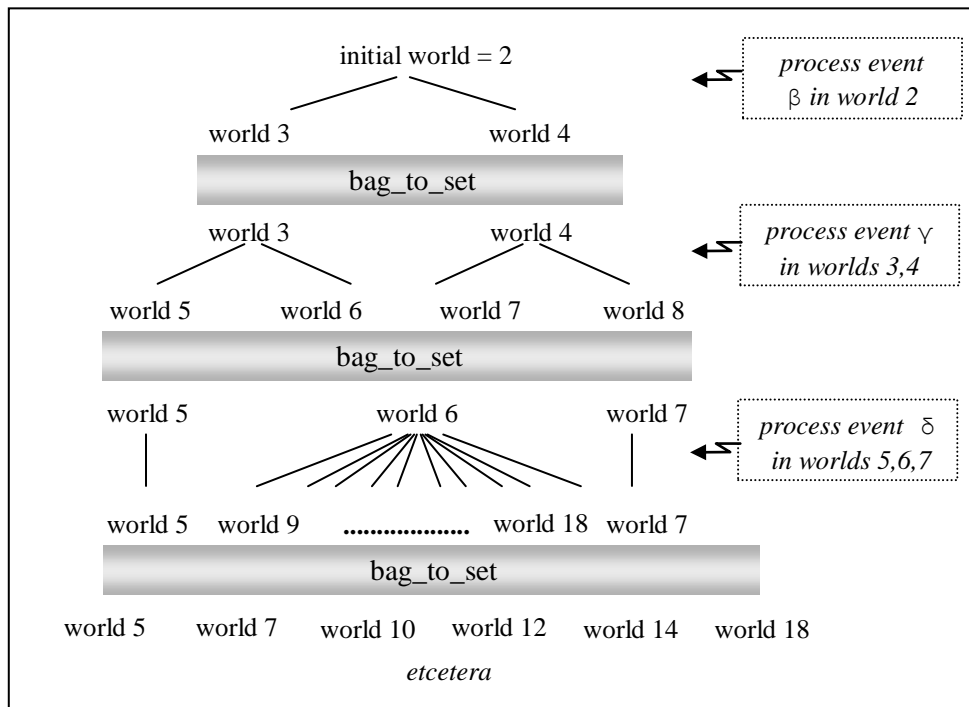 initial world = 2
process event
β in world 2
world 3 world 4
bag_to_set
world 3 world 4
process event γ
in worlds 3,4
world 5 world 6 world 7 world 8
bag_to_set
world 5 world 6 world 7
process event δ
in worlds 5,6,7
world 5 world 9 ................... world 18 world 7
bag_to_set
world 5 world 7 world 10 world 12 world 14 world 18
etcetera